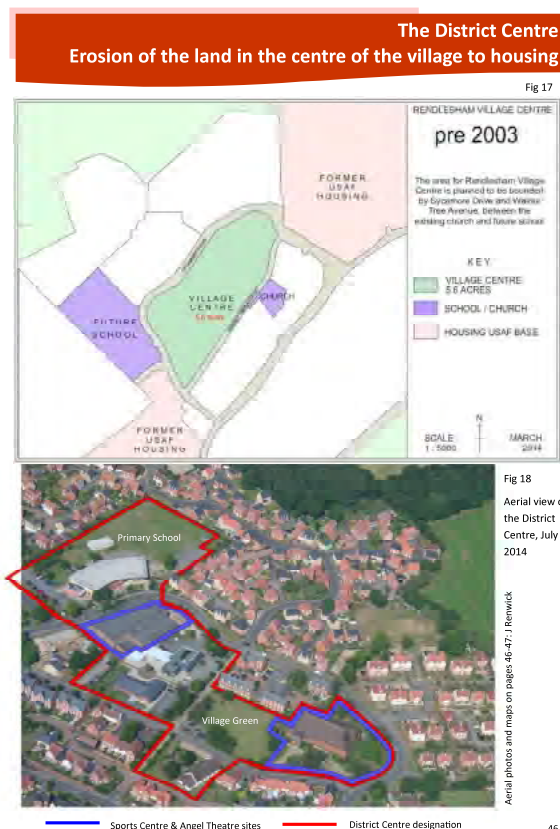 The District Centre
Erosion of the land in the centre of the village to housing
Fig 17
RENDLESHAM VILLAGE CENTRE
pre 2003
The area for Rendlesham Village
Centre is planned to be bounded
by Sycamore Drive and Walnut
Tree Avenue, between the
existing church and future school
KEY
VILLAGE CENTRE
5.6 ACRES
SCHOOL / CHURCH
HOUSING USAF BASE
N
SCALE
1 : 5000
MARCH
2014
FORMER
USAF
HOUSING
VILLAGE
CENTRE
5.6 acres
CHURCH
FUTURE
SCHOOL
FORMER
USAF
HOUSING
Fig 18
Aerial view
the District
Centre, July
2014
Primary School
Village Green
Aerial photos and maps on pages 46-47: J Renwick
Sports Centre & Angel Theatre sites
District Centre designation
46